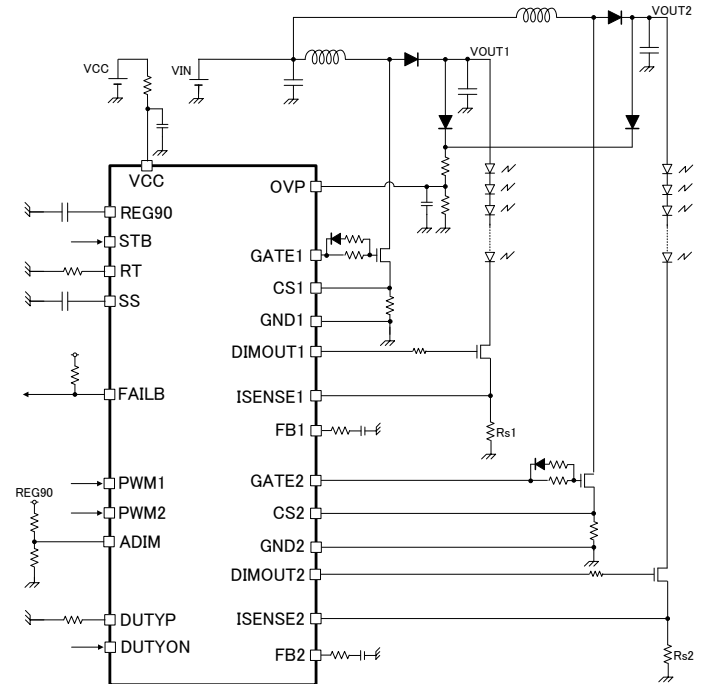 VOUT2
VCC
VIN
VOUT1
VCC
OVP
REG90
STB
GATE1
RT
CS1
SS
GND1
DIMOUT1
FAILB
ISENSE1
FB1
Rs1
PWM1
GATE2
REG90
PWM2
CS2
ADIM
GND2
DIMOUT2
DUTYP
ISENSE2
DUTYON
FB2
Rs2